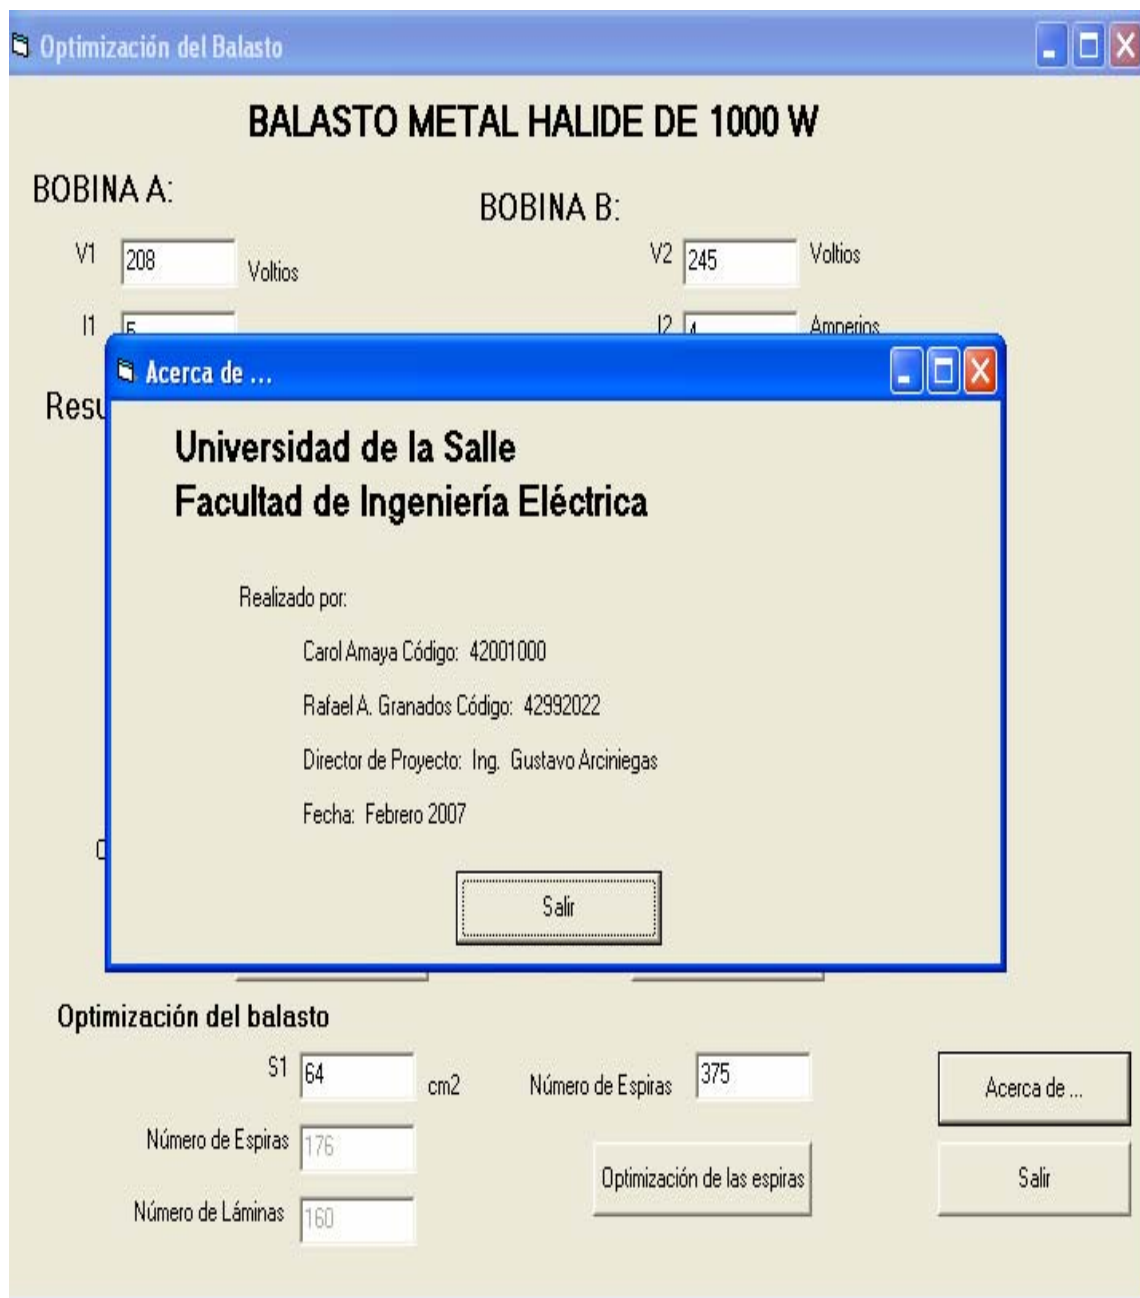 Optimización del Balasto
BALASTO METAL HALIDE DE 1000 W
BOBINA A:
BOBINA B:
V1 208 Voltios
V2 245 Voltios
I1 5
I2 4 Amperios
Acerca de ...
Universidad de la Salle
Facultad de Ingeniería Eléctrica
Realizado por:
Carol Amaya Código: 42001000
Rafael A. Granados Código: 42992022
Director de Proyecto: Ing. Gustavo Arciniegas
Fecha: Febrero 2007
Salir
Optimización del balasto
S1 64 cm2
Número de Espiras 375
Acerca de ...
Número de Espiras 176
Optimización de las espiras
Salir
Número de Láminas 160